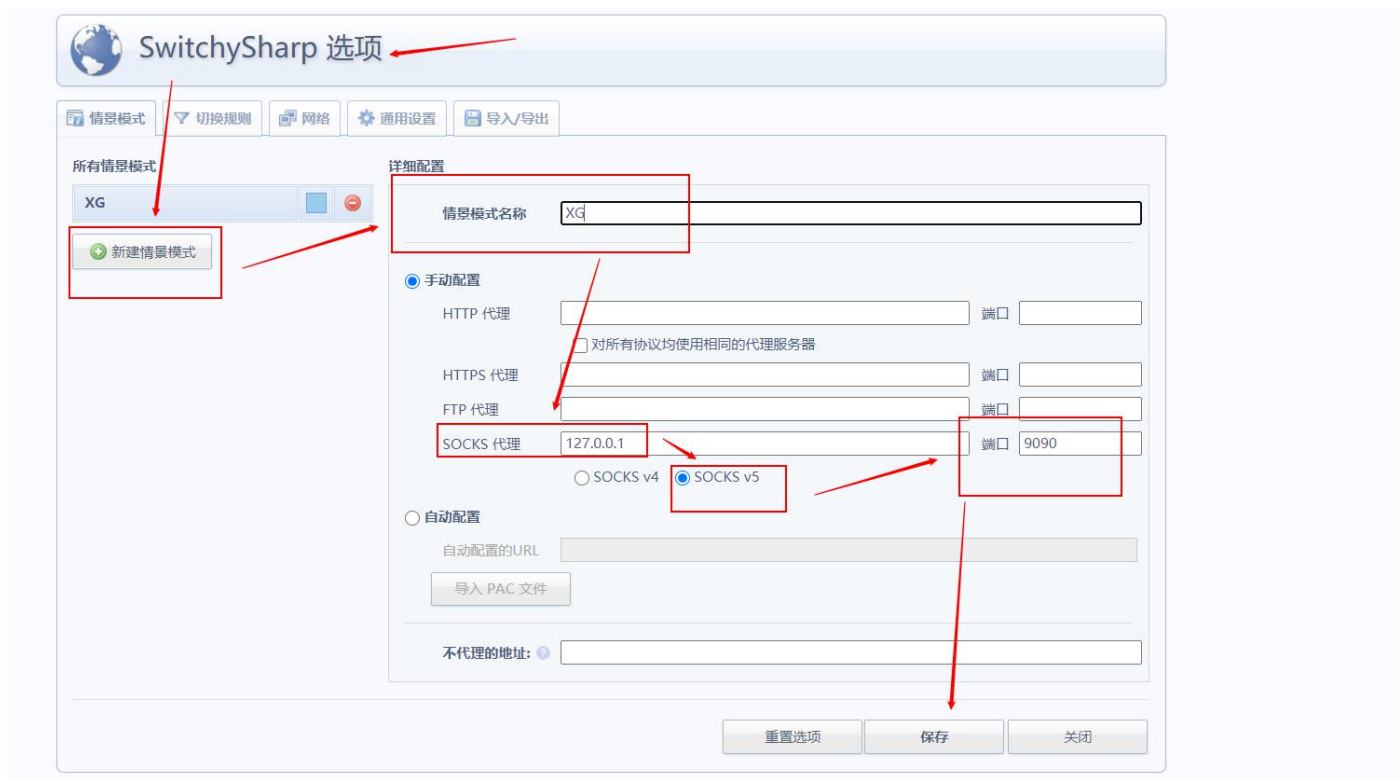 SwitchySharp 选项
情景模式 切换规则 网络 通用设置 导入/导出
所有情景模式
XG
新建情景模式
详细配置
情景模式名称 XG
手动配置
HTTP 代理 端口
对所有协议均使用相同的代理服务器
HTTPS 代理 端口
FTP 代理 端口
SOCKS 代理 127.0.0.1 端口 9090
SOCKS v4 SOCKS v5
自动配置
自动配置的URL
导入 PAC 文件
不代理的地址:
重置选项 保存 关闭